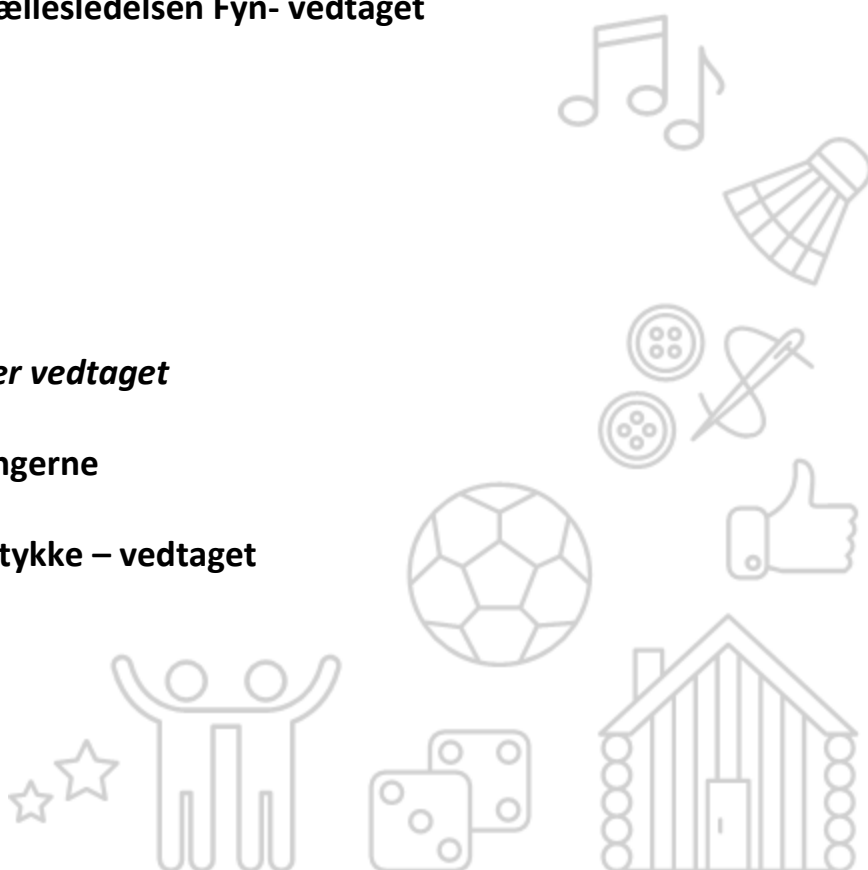 ællesledelsen Fyn- vedtaget
er vedtaget
ngerne
tykke – vedtaget